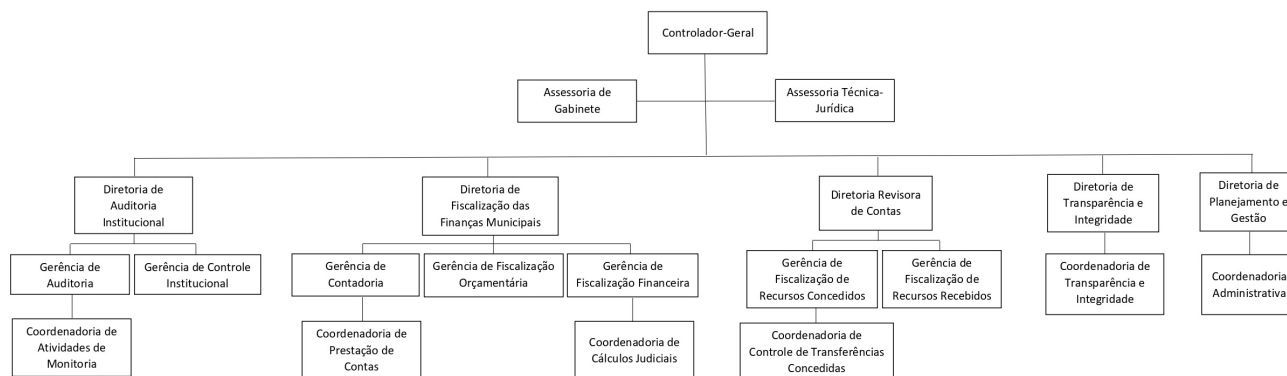 Controlador-Geral
Assessoria de
Gabinete
Assessoria Técnica-
Jurídica
Diretoria de
Auditoria
Institucional
Diretoria de
Fiscalização das
Finanças Municipais
Diretoria Revisora
de Contas
Diretoria de
Transparência e
Integridade
Diretoria de
Planejamento e
Gestão
Gerência de
Auditoria
Gerência de Controle
Institucional
Gerência de
Contadoria
Gerência de Fiscalização
Orçamentária
Gerência de
Fiscalização Financeira
Gerência de
Fiscalização de
Recursos Concedidos
Gerência de
Fiscalização de
Recursos Recebidos
Coordenadoria de
Transparência e
Integridade
Coordenadoria
Administrativa
Coordenadoria de
Atividades de
Monitoria
Coordenadoria de
Prestação de
Contas
Coordenadoria de
Cálculos Judiciais
Coordenadoria de
Controle de Transferências
Concedidas